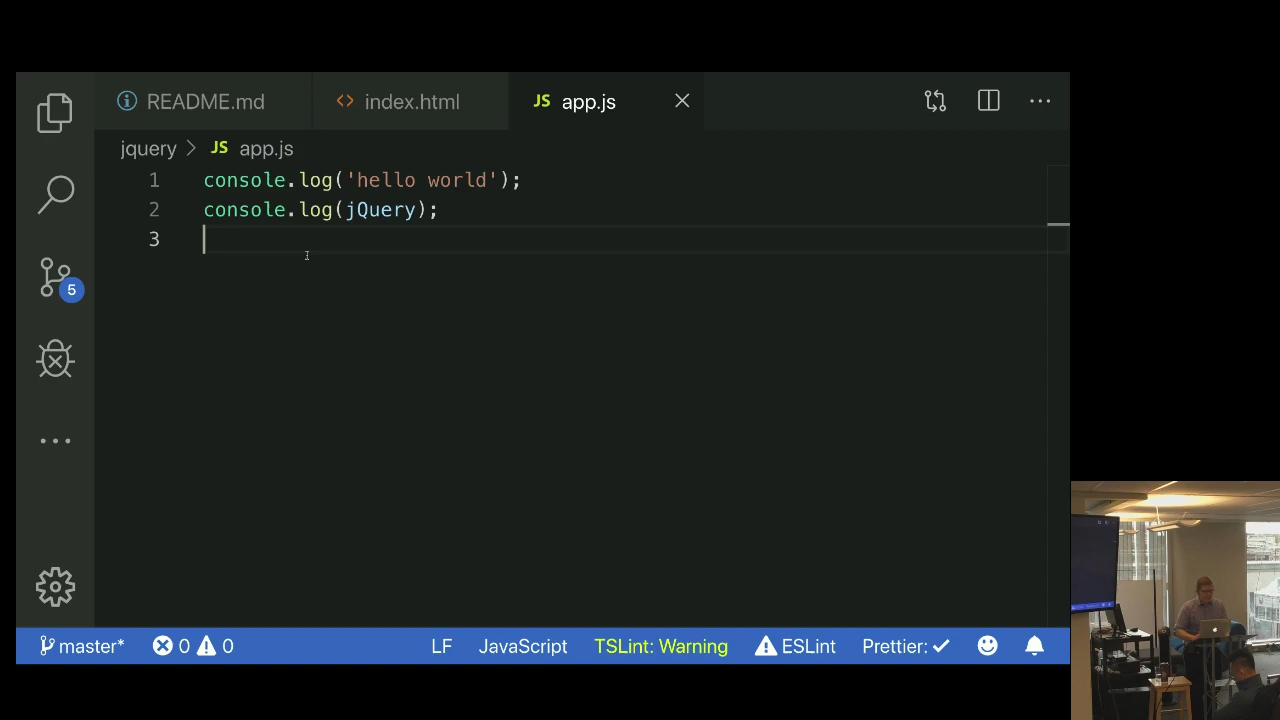 README.md
<> index.html
JS app.js
jquery > JS app.js
1 console.log('hello world');
2 console.log(jQuery);
3
5
master* 0 0 LF JavaScript TSLint: Warning ESLint Prettier: